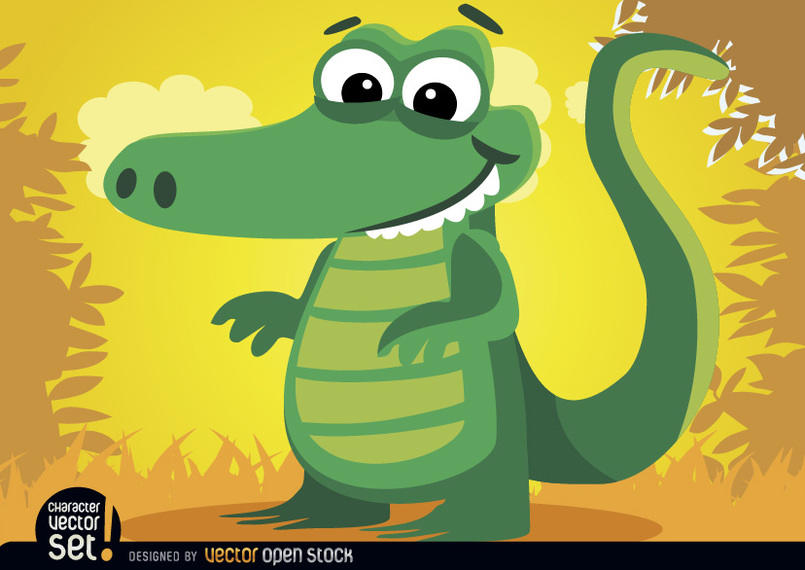 CHARACTER
VECTOR
SET!
DESIGNED BY VECTOR OPEN STOCK